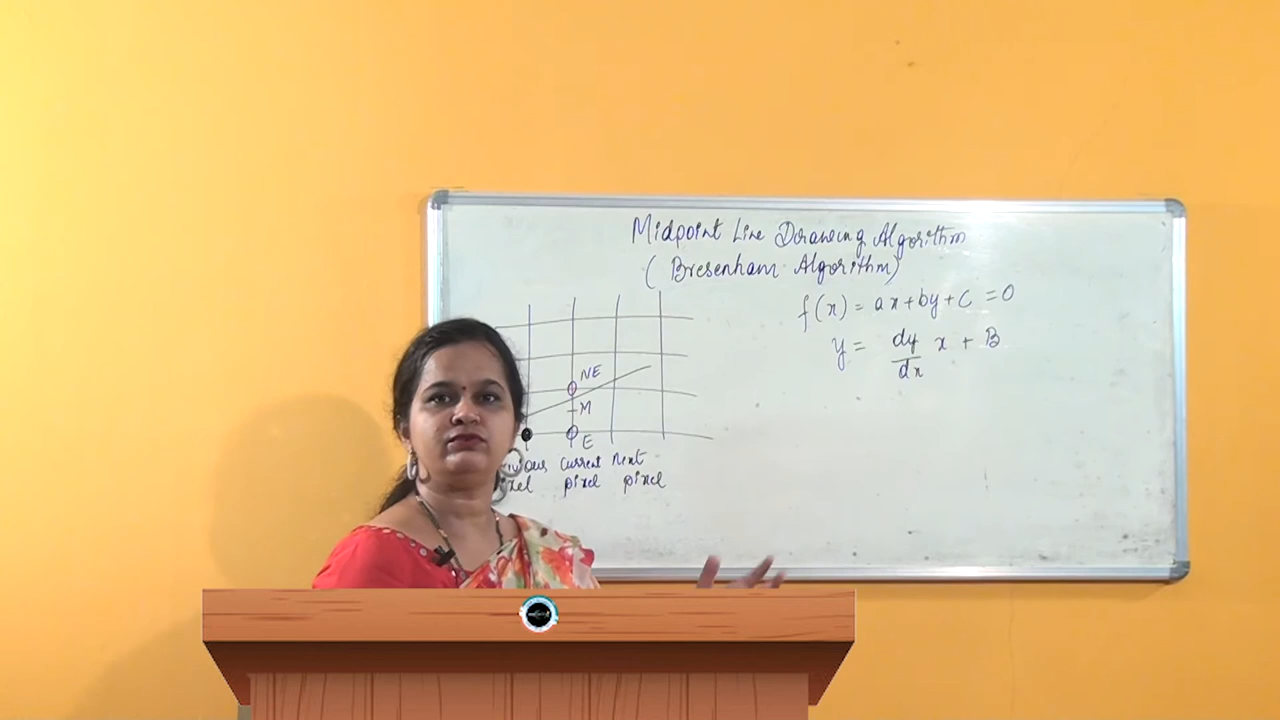 Midpoint Line Drawing Algorithm
(Bresenham Algorithm)
f(x) = ax+by+C =0
y = dy/dx x + B
NE
M
E
Current Next
pixel pixel